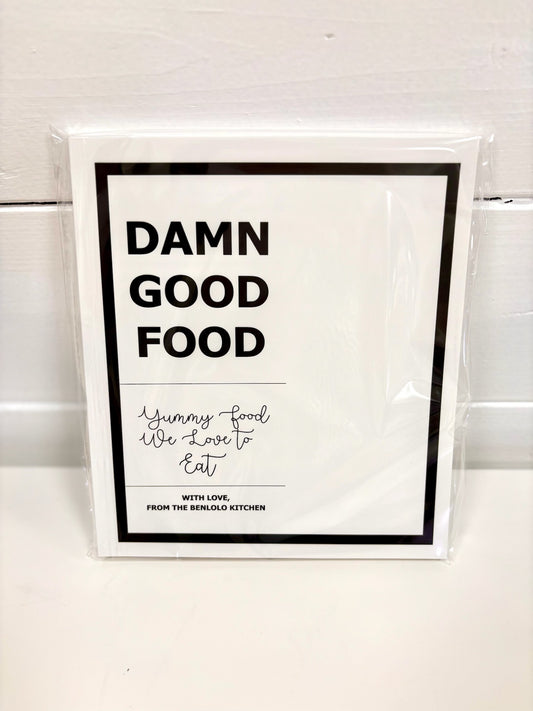 DAMN
GOOD
FOOD
Yummy food
We Love to
Eat
WITH LOVE,
FROM THE BENLOLO KITCHEN